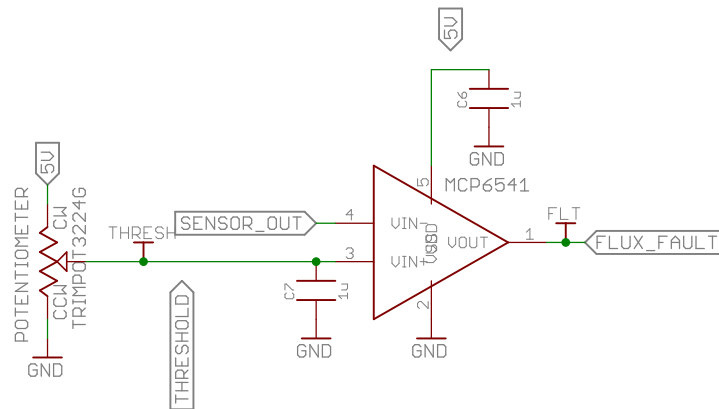 5V
C6
1u
GND
5
MCP6541
5V
POTENTIOMETER
CW
CCW
TRIMPOT3224G
THRESH
SENSOR_OUT
4
VIN-
3
VIN+
VOUT
1
FLT
FLUX_FAULT
C7
1u
GND
2
GND
GND
THRESHOLD